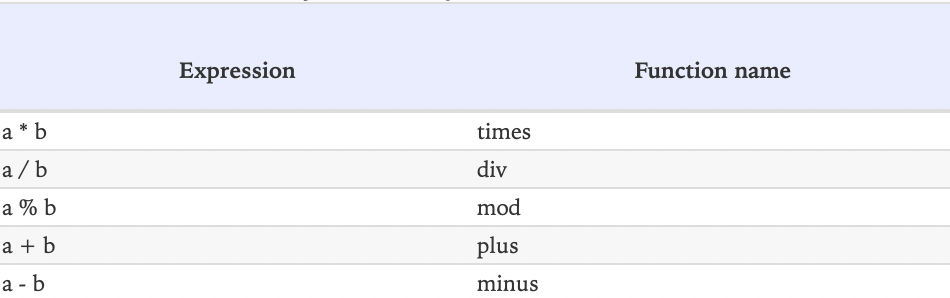 Expression Function name
a * b times
a / b div
a % b mod
a + b plus
a - b minus